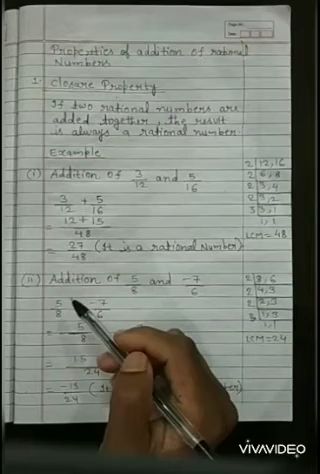 Properties of addition of rational
Numbers
1. Closure Property
If two rational numbers are
added together, the result
is always a rational number.
Example
(i) Addition of 3/12 and 5/16
3/12 + 5/16
= 12 + 15 / 48
= 27/48 (It is a rational Number)
2 | 12, 16
2 | 6, 8
2 | 3, 4
2 | 3, 2
3 | 3, 1
1, 1
LCM = 48
(ii) Addition of 5/8 and -7/6
5/8 -7/6
= 5/8
= 15 24
= -13/24
2 | 8, 6
2 | 4, 3
2 | 2, 3
3 | 1, 3
1, 1
LCM = 24
VIVAVIDEO